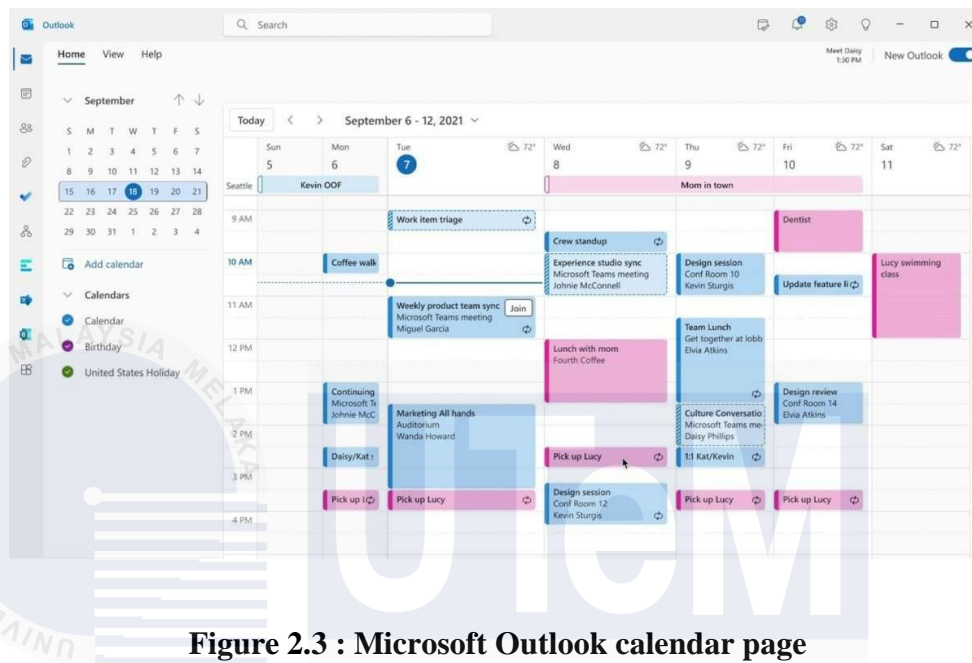 Outlook
Search
Home View Help
Meet Daisy
1:30 PM
New Outlook
September
S M T W T F S
1 2 3 4 5 6 7
8 9 10 11 12 13 14
15 16 17 18 19 20 21
22 23 24 25 26 27 28
29 30 31 1 2 3 4
Add calendar
Calendars
Calendar
Birthday
United States Holiday
Today September 6 - 12, 2021
Sun Mon Tue 72° Wed 72° Thu 72° Fri 72° Sat 72°
5 6 7 8 9 10 11
Seattle Kevin OOF Mom in town
9 AM
10 AM
11 AM
12 PM
1 PM
2 PM
3 PM
4 PM
Coffee walk
Continuing
Microsoft Te
Johnie McC
Daisy/Kat
Pick up
Work item triage
Weekly product team sync
Join
Microsoft Teams meeting
Miguel Garcia
Marketing All hands
Auditorium
Wanda Howard
Pick up Lucy
Crew standup
Experience studio sync
Microsoft Teams meeting
Johnie McConnell
Lunch with mom
Fourth Coffee
Pick up Lucy
Design session
Conf Room 12
Kevin Sturgis
Design session
Conf Room 10
Kevin Sturgis
Team Lunch
Get together at lobb
Elvia Atkins
Culture Conversatio
Microsoft Teams me
Daisy Phillips
1:1 Kat/Kevin
Pick up Lucy
Dentist
Update feature li
Design review
Conf Room 14
Elvia Atkins
Pick up Lucy
Lucy swimming
class
MALAYSIA MELAKA
UTeM
Figure 2.3 : Microsoft Outlook calendar page